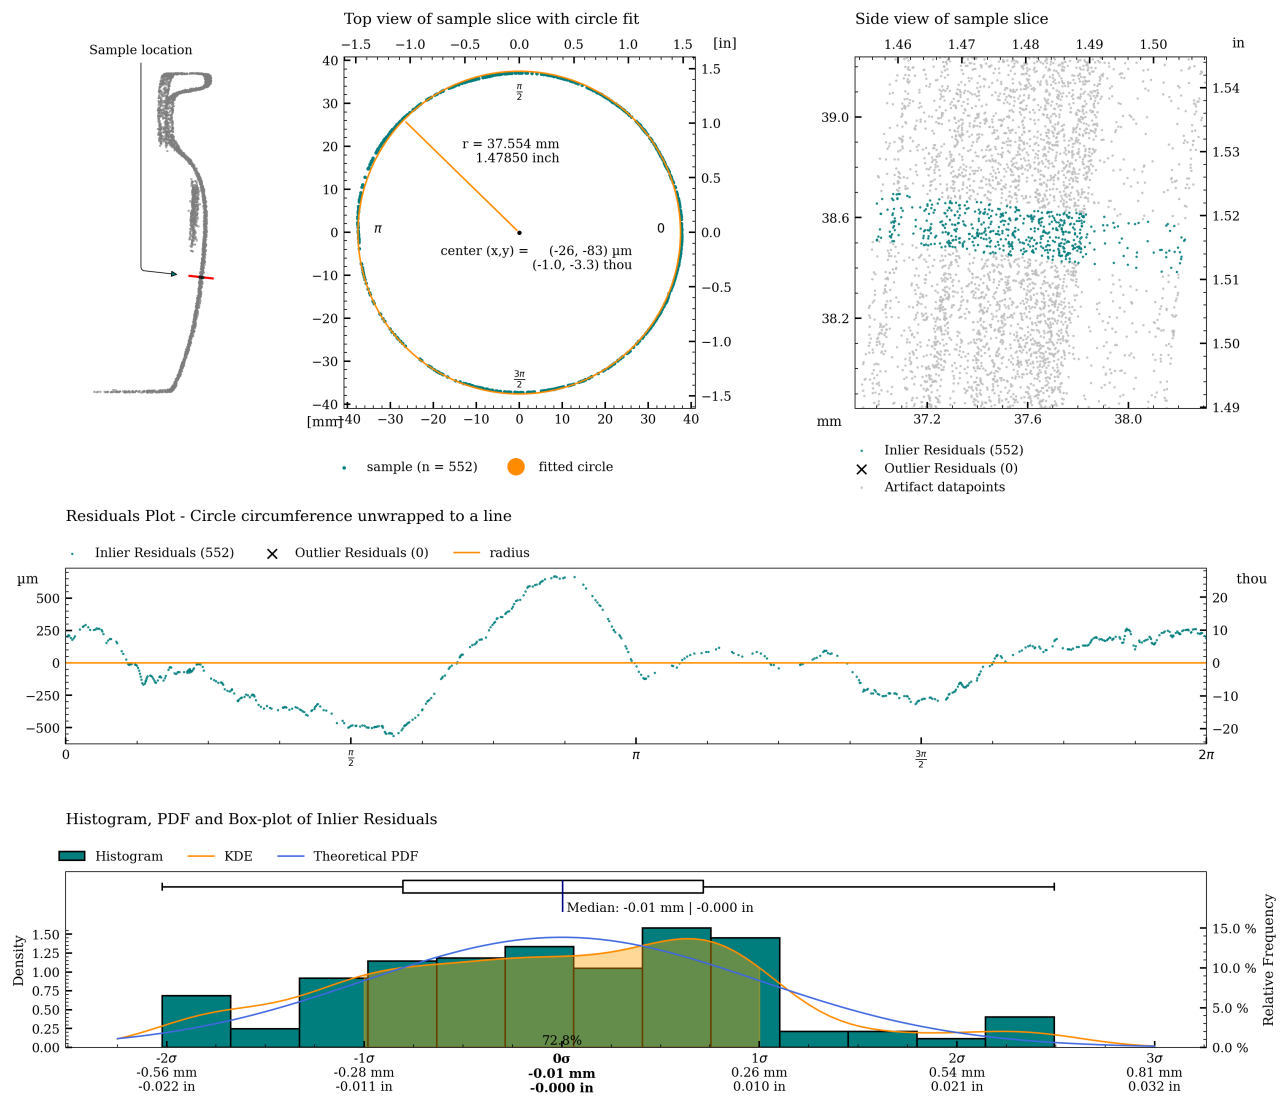 Top view of sample slice with circle fit
Side view of sample slice
Sample location
−1.5 −1.0 −0.5 0.0 0.5 1.0 1.5 [in]
1.46 1.47 1.48 1.49 1.50 in
40 30 20 10 0 −10 −20 −30 −40
1.5 1.0 0.5 0.0 −0.5 −1.0 −1.5
π/2
r = 37.554 mm
1.47850 inch
π
0
center (x,y) = (-26, -83) µm
(-1.0, -3.3) thou
3π/2
[mm] −40 −30 −20 −10 0 10 20 30 40
39.0 38.6 38.2
1.54 1.53 1.52 1.51 1.50 1.49
mm 37.2 37.6 38.0
sample (n = 552) fitted circle
Inlier Residuals (552)
Outlier Residuals (0)
Artifact datapoints
Residuals Plot - Circle circumference unwrapped to a line
Inlier Residuals (552) Outlier Residuals (0) radius
µm thou
500 20
250 10
0 0
−250 −10
−500 −20
0 π/2 π 3π/2 2π
Histogram, PDF and Box-plot of Inlier Residuals
Histogram KDE Theoretical PDF
Median: -0.01 mm | -0.000 in
Density
1.50 1.25 1.00 0.75 0.50 0.25 0.00
Relative Frequency
15.0 % 10.0 % 5.0 % 0.0 %
72.8%
-2σ -1σ 0σ 1σ 2σ 3σ
-0.56 mm -0.28 mm -0.01 mm 0.26 mm 0.54 mm 0.81 mm
-0.022 in -0.011 in -0.000 in 0.010 in 0.021 in 0.032 in